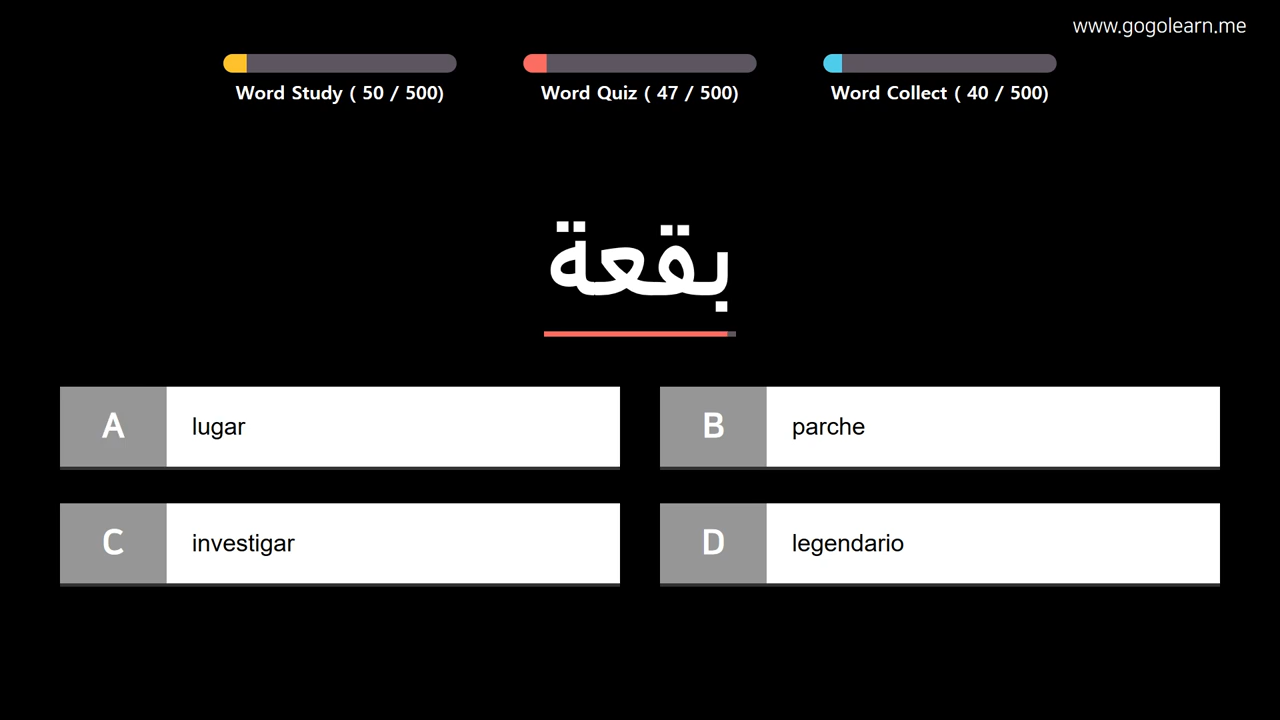 www.gogolearn.me
Word Study ( 50 / 500)
Word Quiz ( 47 / 500)
Word Collect ( 40 / 500)
بقعة
A lugar
B parche
C investigar
D legendario